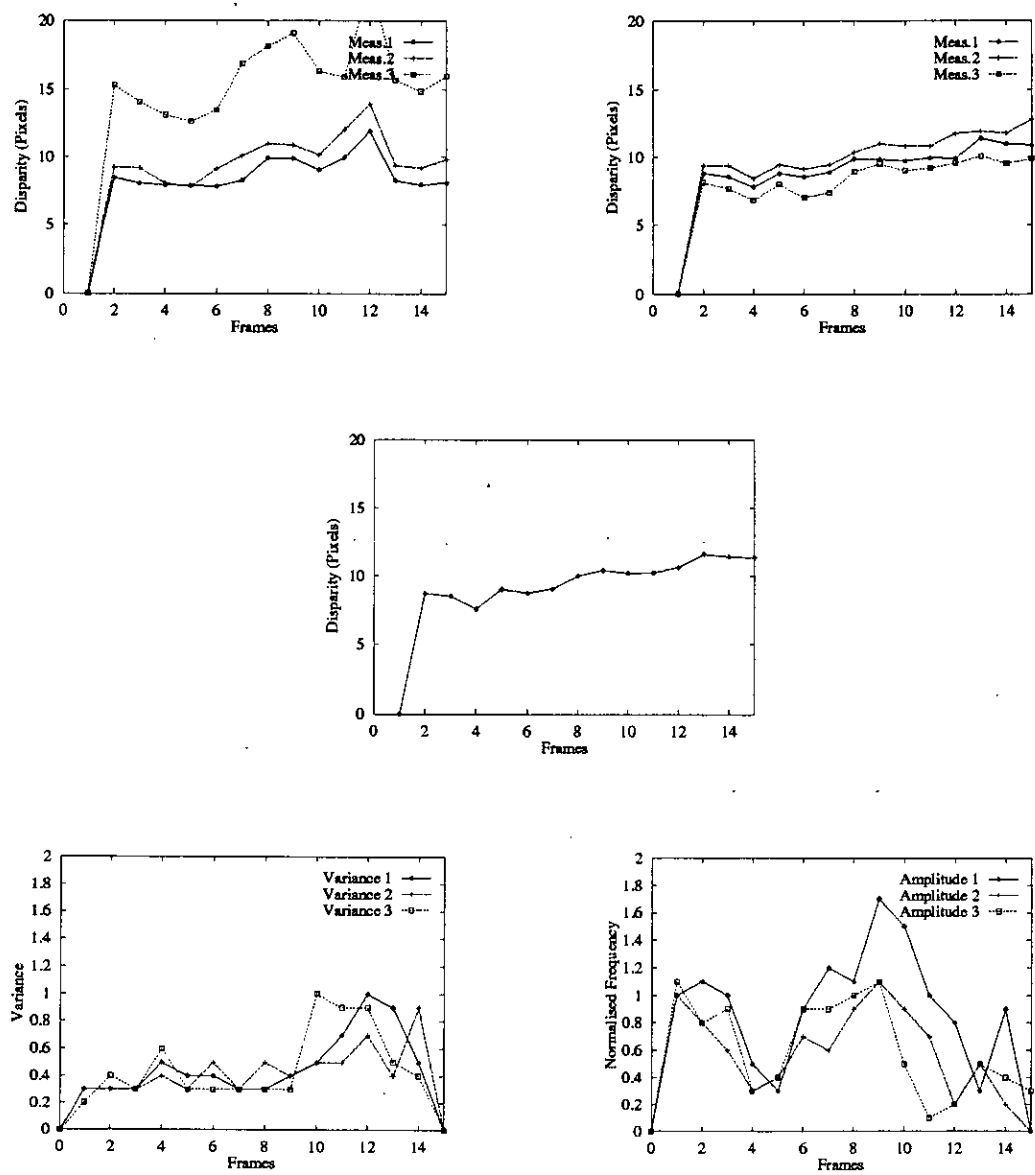 20
15
10
5
0
Disparity (Pixels)
Meas.1
Meas.2
Meas.3
0 2 4 6 8 10 12 14
Frames
20
15
10
5
0
Disparity (Pixels)
Meas.1
Meas.2
Meas.3
0 2 4 6 8 10 12 14
Frames
20
15
10
5
0
Disparity (Pixels)
0 2 4 6 8 10 12 14
Frames
2
1.8
1.6
1.4
1.2
1
0.8
0.6
0.4
0.2
0
Variance
Variance 1
Variance 2
Variance 3
0 2 4 6 8 10 12 14
Frames
2
1.8
1.6
1.4
1.2
1
0.8
0.6
0.4
0.2
0
Normalised Frequency
Amplitude 1
Amplitude 2
Amplitude 3
0 2 4 6 8 10 12 14
Frames